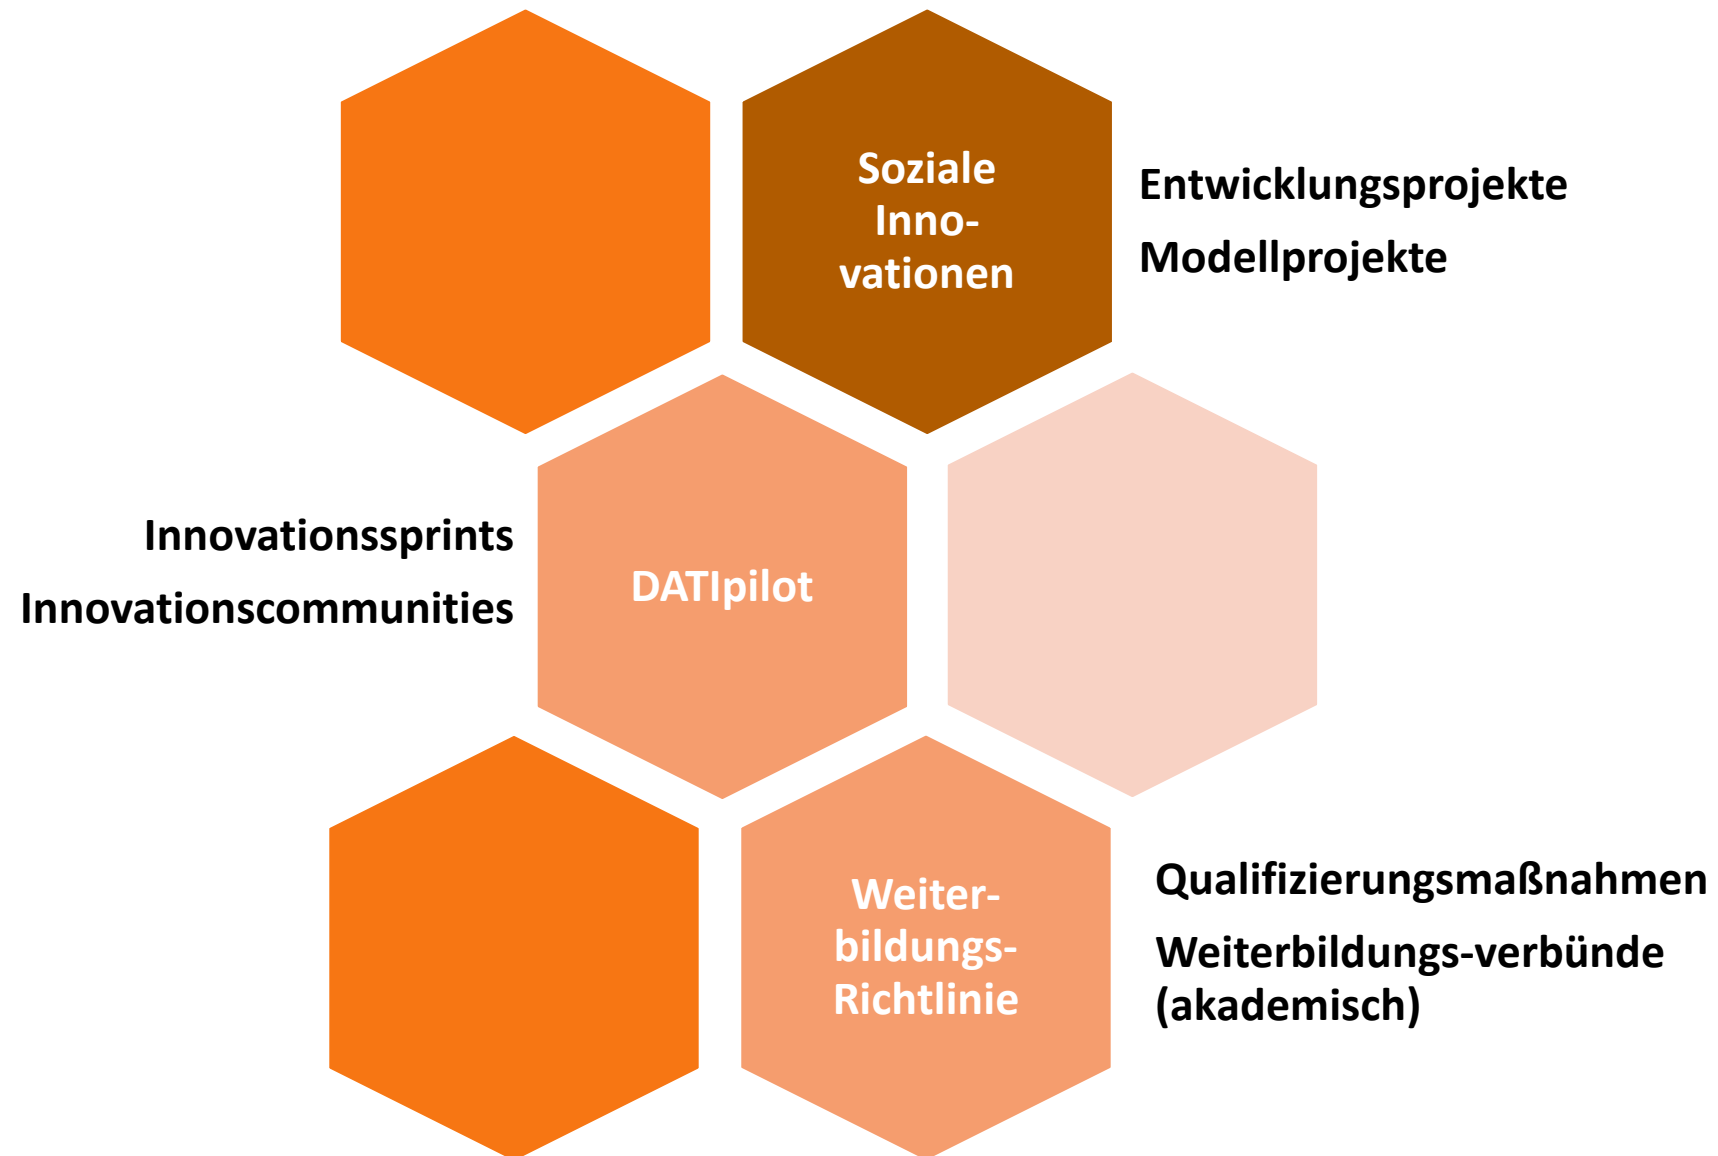 Soziale
Inno-
vationen
Entwicklungsprojekte
Modellprojekte
Innovationssprints
Innovationscommunities
DATIpilot
Weiter-
bildungs-
Richtlinie
Qualifizierungsmaßnahmen
Weiterbildungs-verbünde
(akademisch)